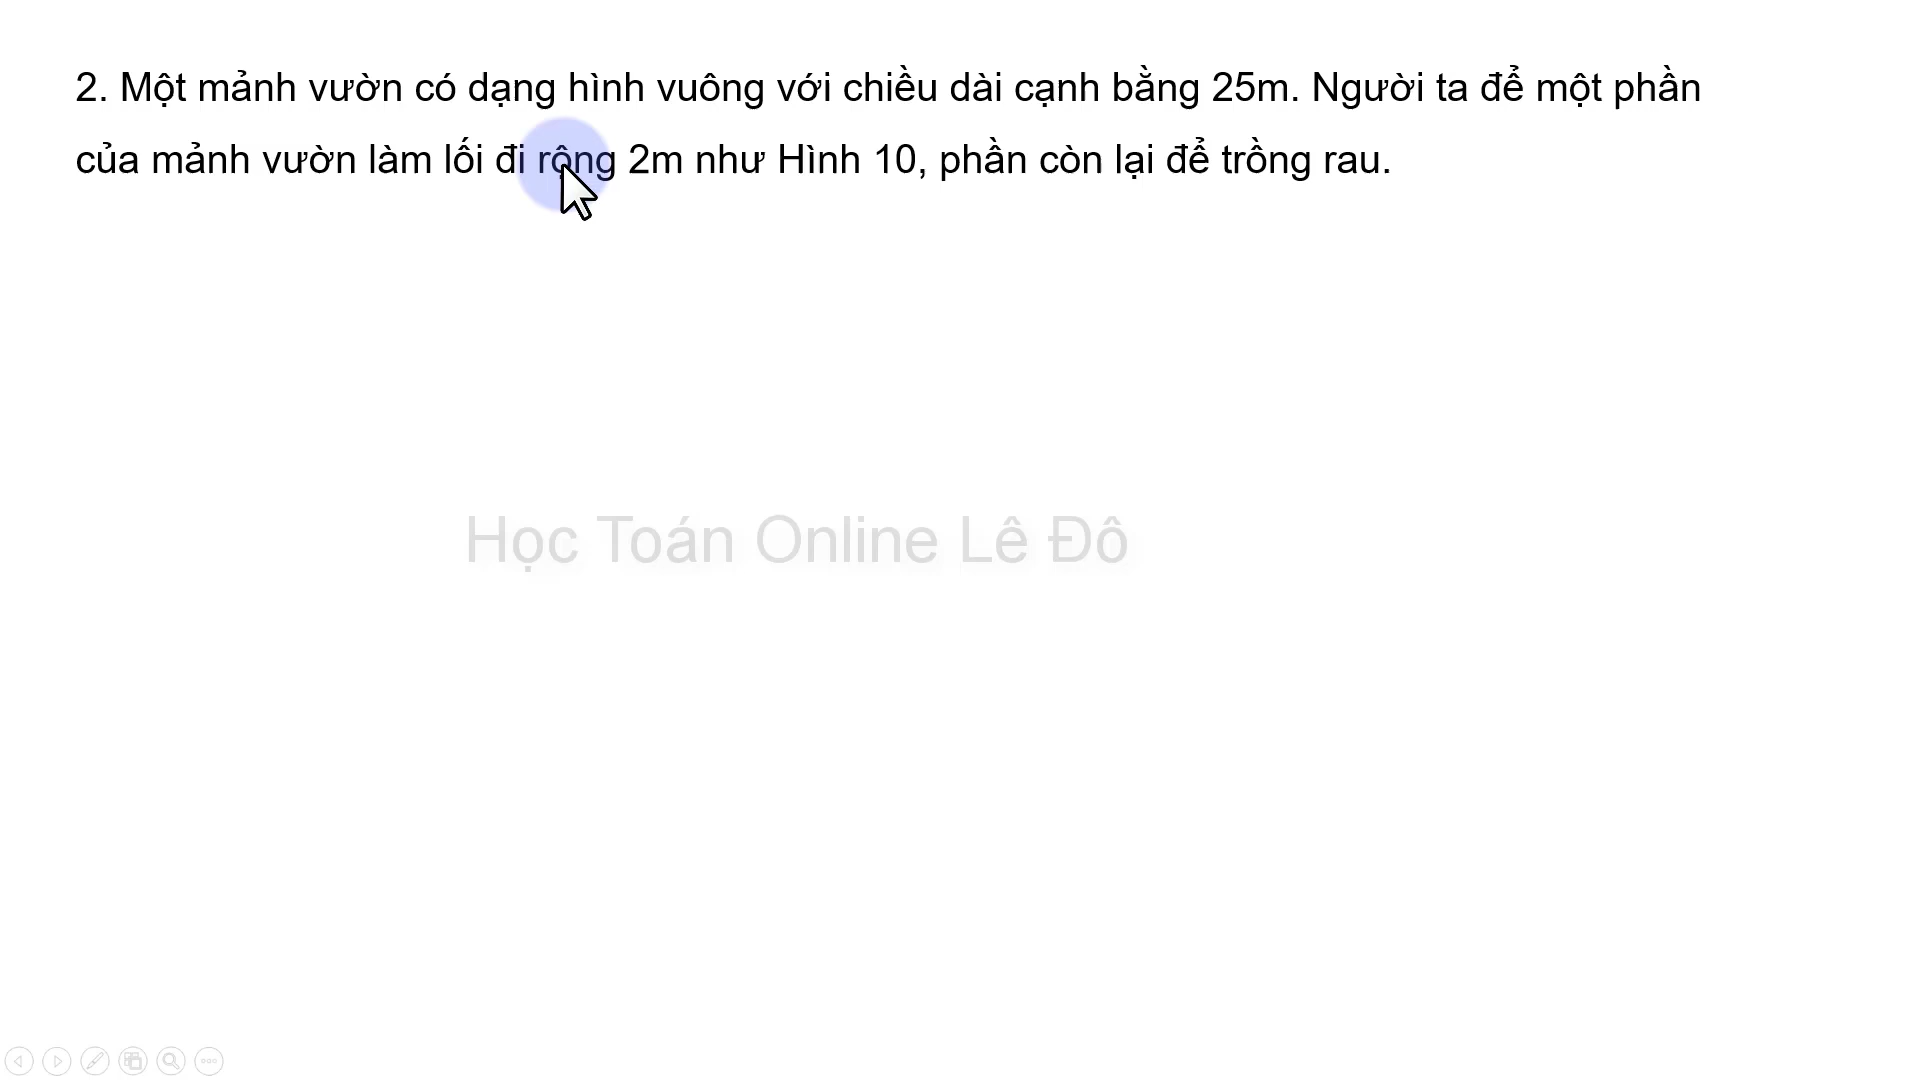 2. Một mảnh vườn có dạng hình vuông với chiều dài cạnh bằng 25m. Người ta để một phần
của mảnh vườn làm lối đi rộng 2m như Hình 10, phần còn lại để trồng rau.
Học Toán Online Lê Đô